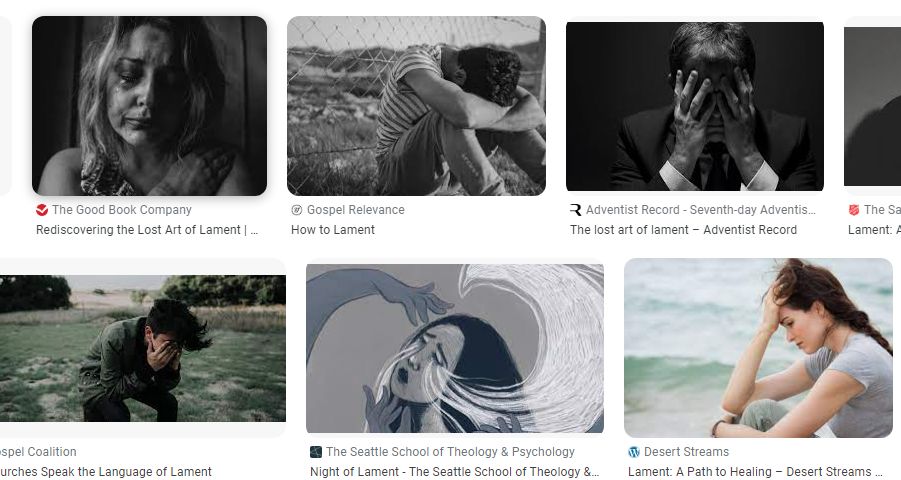 The Good Book Company
Rediscovering the Lost Art of Lament | ...
Gospel Relevance
How to Lament
Adventist Record - Seventh-day Adventis...
The lost art of lament – Adventist Record
The Sa
Lament: A
ospel Coalition
urches Speak the Language of Lament
The Seattle School of Theology & Psychology
Night of Lament - The Seattle School of Theology &...
Desert Streams
Lament: A Path to Healing – Desert Streams ...